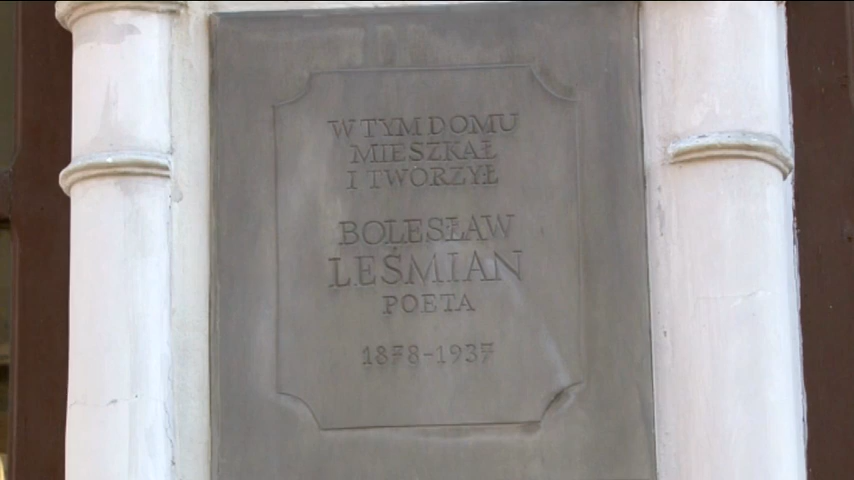 W TYM DOMU
MIESZKAŁ
I TWORZYŁ
BOLESŁAW
LEŚMIAN
POETA
1878-1937